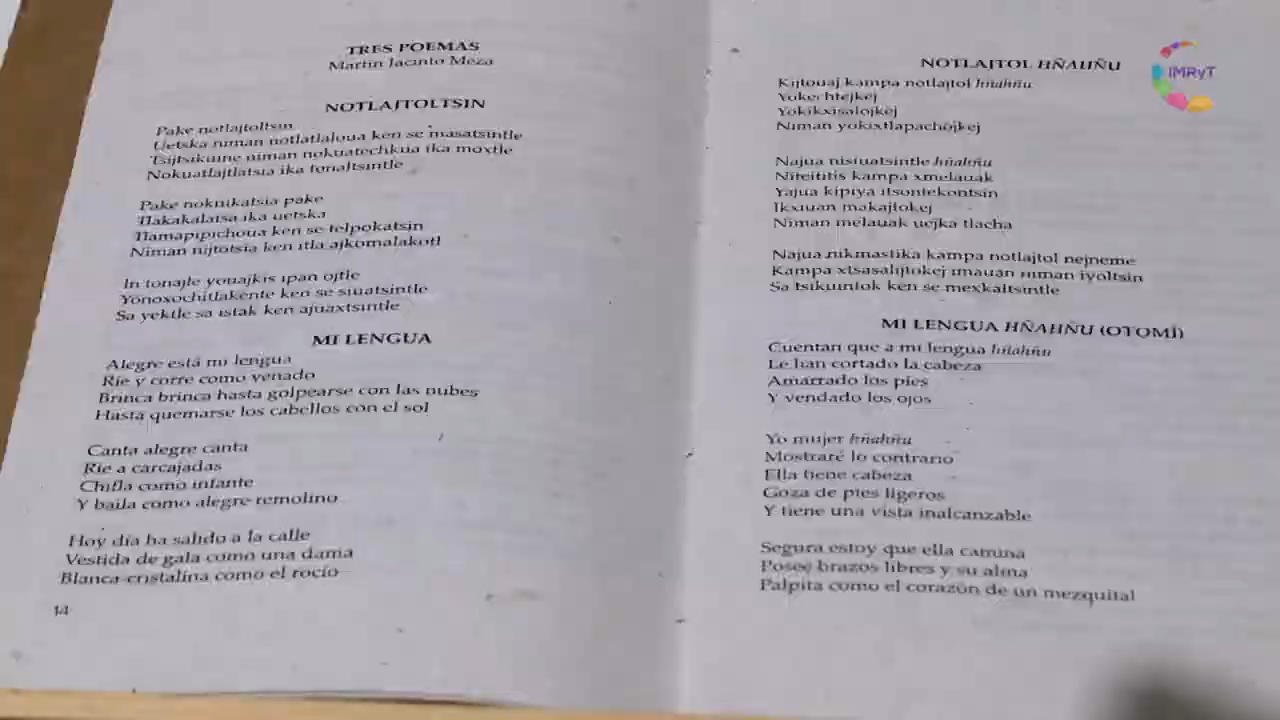 TRES POEMAS
Martín Jacinto Meza
NOTLAJTOLTSIN
Pake notlajtoltsin
Uetska niman notlatlaloua ken se masatsintle
Tsijtsikuine niman nokuatechkua ika moxtle
Nokuatlajtlatsia ika tonaltsintle
Pake noknikatsia pake
Tlakakalatsa ika uetska
Tlamapipichoua ken se telpokatsin
Niman nijtotsia ken itla ajkomalakotl
In tonajle youajkis ipan ojtle
Yonoxochitlakente ken se siuatsintle
Sa yektle sa istak ken ajuaxtsintle
MI LENGUA
Alegre está mi lengua
Ríe y corre como venado
Brinca brinca hasta golpearse con las nubes
Hasta quemarse los cabellos con el sol
Canta alegre canta
Ríe a carcajadas
Chifla como infante
Y baila como alegre remolino
Hoy día ha salido a la calle
Vestida de gala como una dama
Blanca cristalina como el rocío
14
NOTLAJTOL HÑAHÑU
Kijtouaj kampa notlajtol hñahñu
Yokechtejkej
Yokikxisalojkej
Niman yokixtlapachojkej
Najua nisiuatsintle hñahñu
Niteititis kampa xmelauak
Yajua kipiya itsontekontsin
Ikxiuan makajtokej
Niman melauak uejka tlacha
Najua nikmastika kampa notlajtol nejneme
Kampa xtsasalijtokej imauan niman iyoltsin
Sa tsikuintok ken se mexkaltsintle
MI LENGUA HÑAHÑU (OTOMÍ)
Cuentan que a mi lengua hñahñu
Le han cortado la cabeza
Amarrado los pies
Y vendado los ojos
Yo mujer hñahñu
Mostraré lo contrario
Ella tiene cabeza
Goza de pies ligeros
Y tiene una vista inalcanzable
Segura estoy que ella camina
Posee brazos libres y su alma
Palpita como el corazón de un mezquital
IMRyT